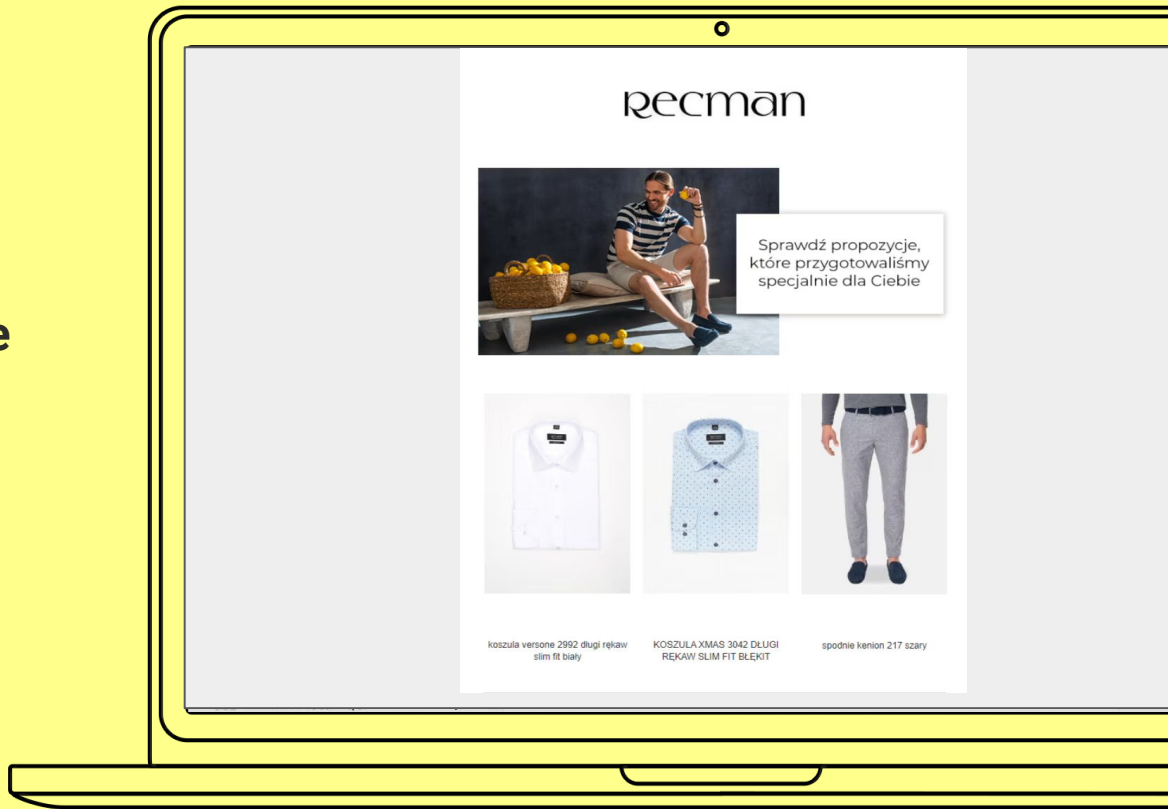 e
Recman
Sprawdź propozycje,
które przygotowaliśmy
specjalnie dla Ciebie
koszula versone 2992 długi rękaw
slim fit biały
KOSZULA XMAS 3042 DŁUGI
RĘKAW SLIM FIT BŁĘKIT
spodnie kenion 217 szary